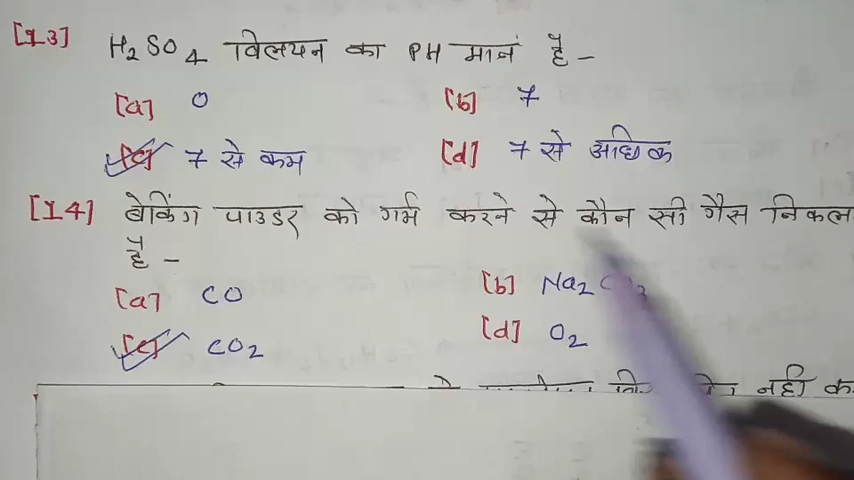 [13] H2SO4 विलयन का PH मान है -
[a] 0 [b] 7
[c] 7 से कम [d] 7 से अधिक
[14] बेकिंग पाउडर को गर्म करने से कौन सी गैस निकल
है -
[a] CO [b] Na2
[c] CO2 [d] O2
नहीं